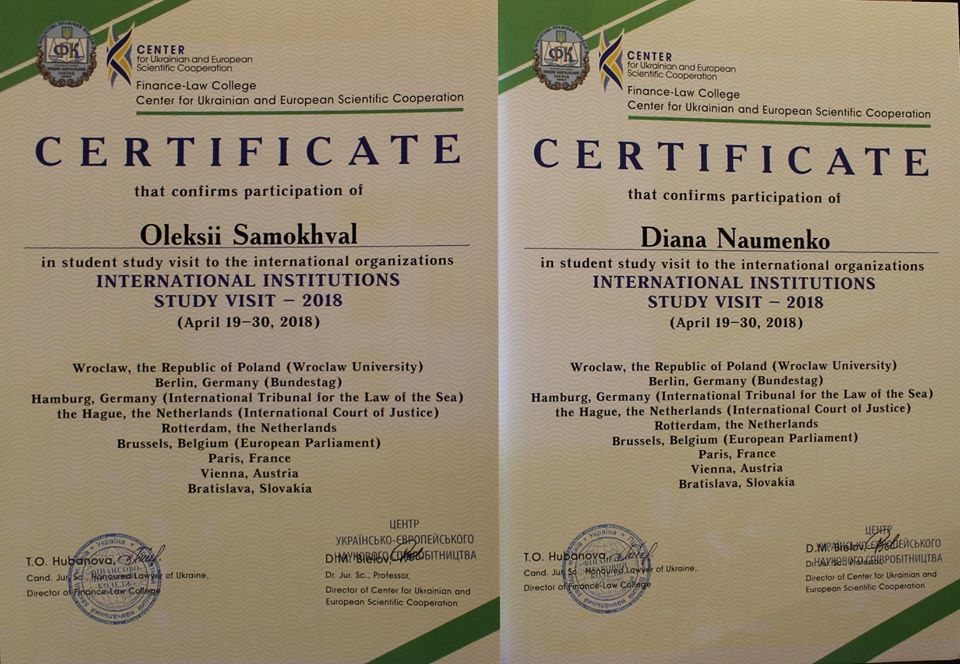 ФК
CENTER
for Ukrainian and European
Scientific Cooperation
Finance-Law College
Center for Ukrainian and European Scientific Cooperation
CERTIFICATE
that confirms participation of
Oleksii Samokhval
in student study visit to the international organizations
INTERNATIONAL INSTITUTIONS
STUDY VISIT – 2018
(April 19–30, 2018)
Wroclaw, the Republic of Poland (Wroclaw University)
Berlin, Germany (Bundestag)
Hamburg, Germany (International Tribunal for the Law of the Sea)
the Hague, the Netherlands (International Court of Justice)
Rotterdam, the Netherlands
Brussels, Belgium (European Parliament)
Paris, France
Vienna, Austria
Bratislava, Slovakia
T.O. Hubanova,
Cand. Jur. Sc., Honoured Lawyer of Ukraine,
Director of Finance-Law College
Україна
ФІНАНСОВО
КОЛЕДЖ
ЦЕНТР
УКРАЇНСЬКО-ЄВРОПЕЙСЬКОГО
НАУКОВОГО СПІВРОБІТНИЦТВА
D.M. Bielov,
Dr. Jur. Sc., Professor,
Director of Center for Ukrainian and
European Scientific Cooperation
ФК
CENTER
for Ukrainian and European
Scientific Cooperation
Finance-Law College
Center for Ukrainian and European Scientific Cooperation
CERTIFICATE
that confirms participation of
Diana Naumenko
in student study visit to the international organizations
INTERNATIONAL INSTITUTIONS
STUDY VISIT – 2018
(April 19–30, 2018)
Wroclaw, the Republic of Poland (Wroclaw University)
Berlin, Germany (Bundestag)
Hamburg, Germany (International Tribunal for the Law of the Sea)
the Hague, the Netherlands (International Court of Justice)
Rotterdam, the Netherlands
Brussels, Belgium (European Parliament)
Paris, France
Vienna, Austria
Bratislava, Slovakia
T.O. Hubanova,
Cand. Jur. Sc., Honoured Lawyer of Ukraine,
Director of Finance-Law College
ЦЕНТР
УКРАЇНСЬКО-ЄВРОПЕЙСЬКОГО
НАУКОВОГО СПІВРОБІТНИЦТВА
D.M. Bielov,
Dr. Jur. Sc., Professor,
Director of Center for Ukrainian and
European Scientific Cooperation